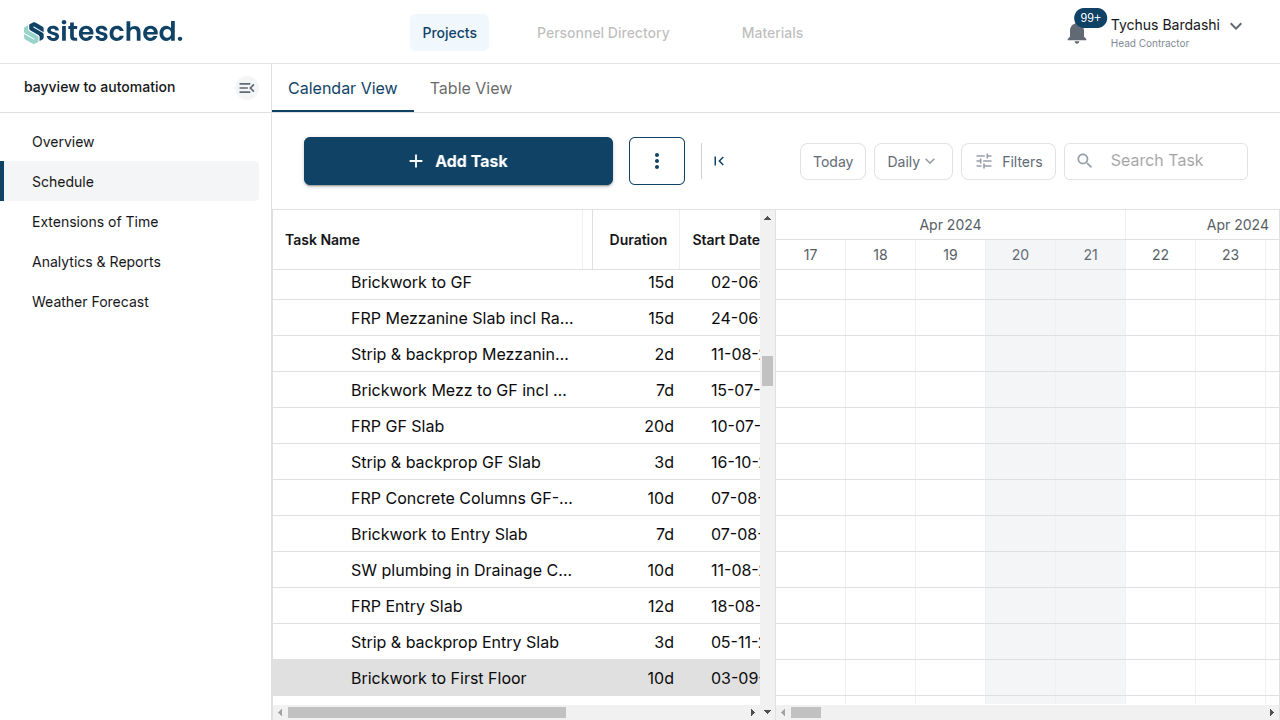 sitesched.
Projects
Personnel Directory
Materials
99+
Tychus Bardashi
Head Contractor
bayview to automation
Overview
Schedule
Extensions of Time
Analytics & Reports
Weather Forecast
Calendar View
Table View
Add Task
Today
Daily
Filters
Search Task
Task Name Duration Start Date
Apr 2024 Apr 2024
17 18 19 20 21 22 23
Brickwork to GF 15d 02-06-
FRP Mezzanine Slab incl Ra... 15d 24-06-
Strip & backprop Mezzanin... 2d 11-08-
Brickwork Mezz to GF incl ... 7d 15-07-
FRP GF Slab 20d 10-07-
Strip & backprop GF Slab 3d 16-10-
FRP Concrete Columns GF-... 10d 07-08-
Brickwork to Entry Slab 7d 07-08-
SW plumbing in Drainage C... 10d 11-08-
FRP Entry Slab 12d 18-08-
Strip & backprop Entry Slab 3d 05-11-
Brickwork to First Floor 10d 03-09-